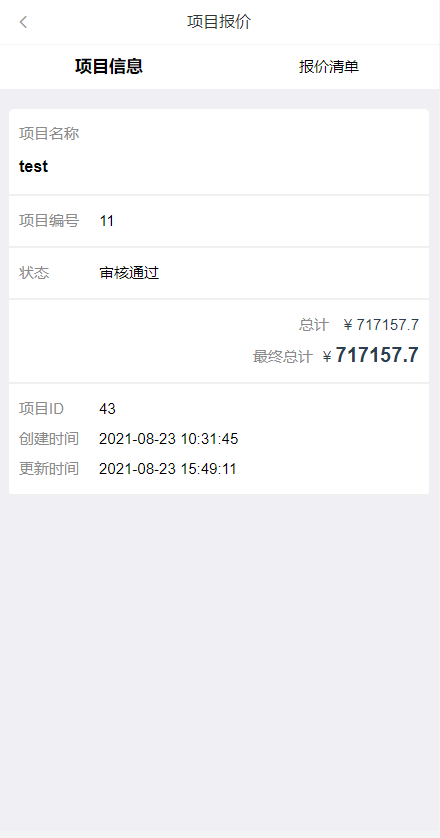 项目报价
项目信息 报价清单
项目名称
test
项目编号 11
状态 审核通过
总计 ¥ 717157.7
最终总计 ¥ 717157.7
项目ID 43
创建时间 2021-08-23 10:31:45
更新时间 2021-08-23 15:49:11